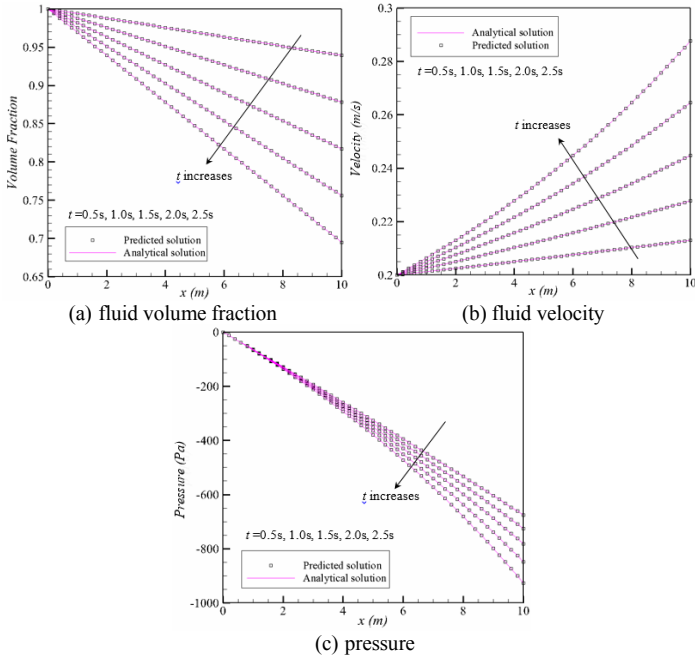 1
0.95
0.9
0.85
0.8
0.75
0.7
0.65
Volume Fraction
t increases
t =0.5s, 1.0s, 1.5s, 2.0s, 2.5s
Predicted solution
Analytical solution
0 2 4 6 8 10
x (m)
(a) fluid volume fraction
0.3
0.28
0.26
0.24
0.22
0.2
Velocity (m/s)
Analytical solution
Predicted solution
t =0.5s, 1.0s, 1.5s, 2.0s, 2.5s
t increases
0 2 4 6 8 10
x (m)
(b) fluid velocity
0
-200
-400
-600
-800
-1000
Pressure (Pa)
t increases
t =0.5s, 1.0s, 1.5s, 2.0s, 2.5s
Predicted solution
Analytical solution
0 2 4 6 8 10
x (m)
(c) pressure